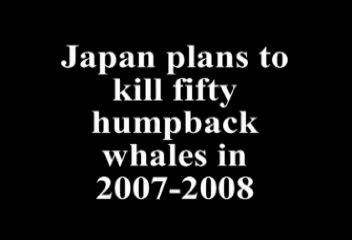 Japan plans to
kill fifty
humpback
whales in
2007-2008